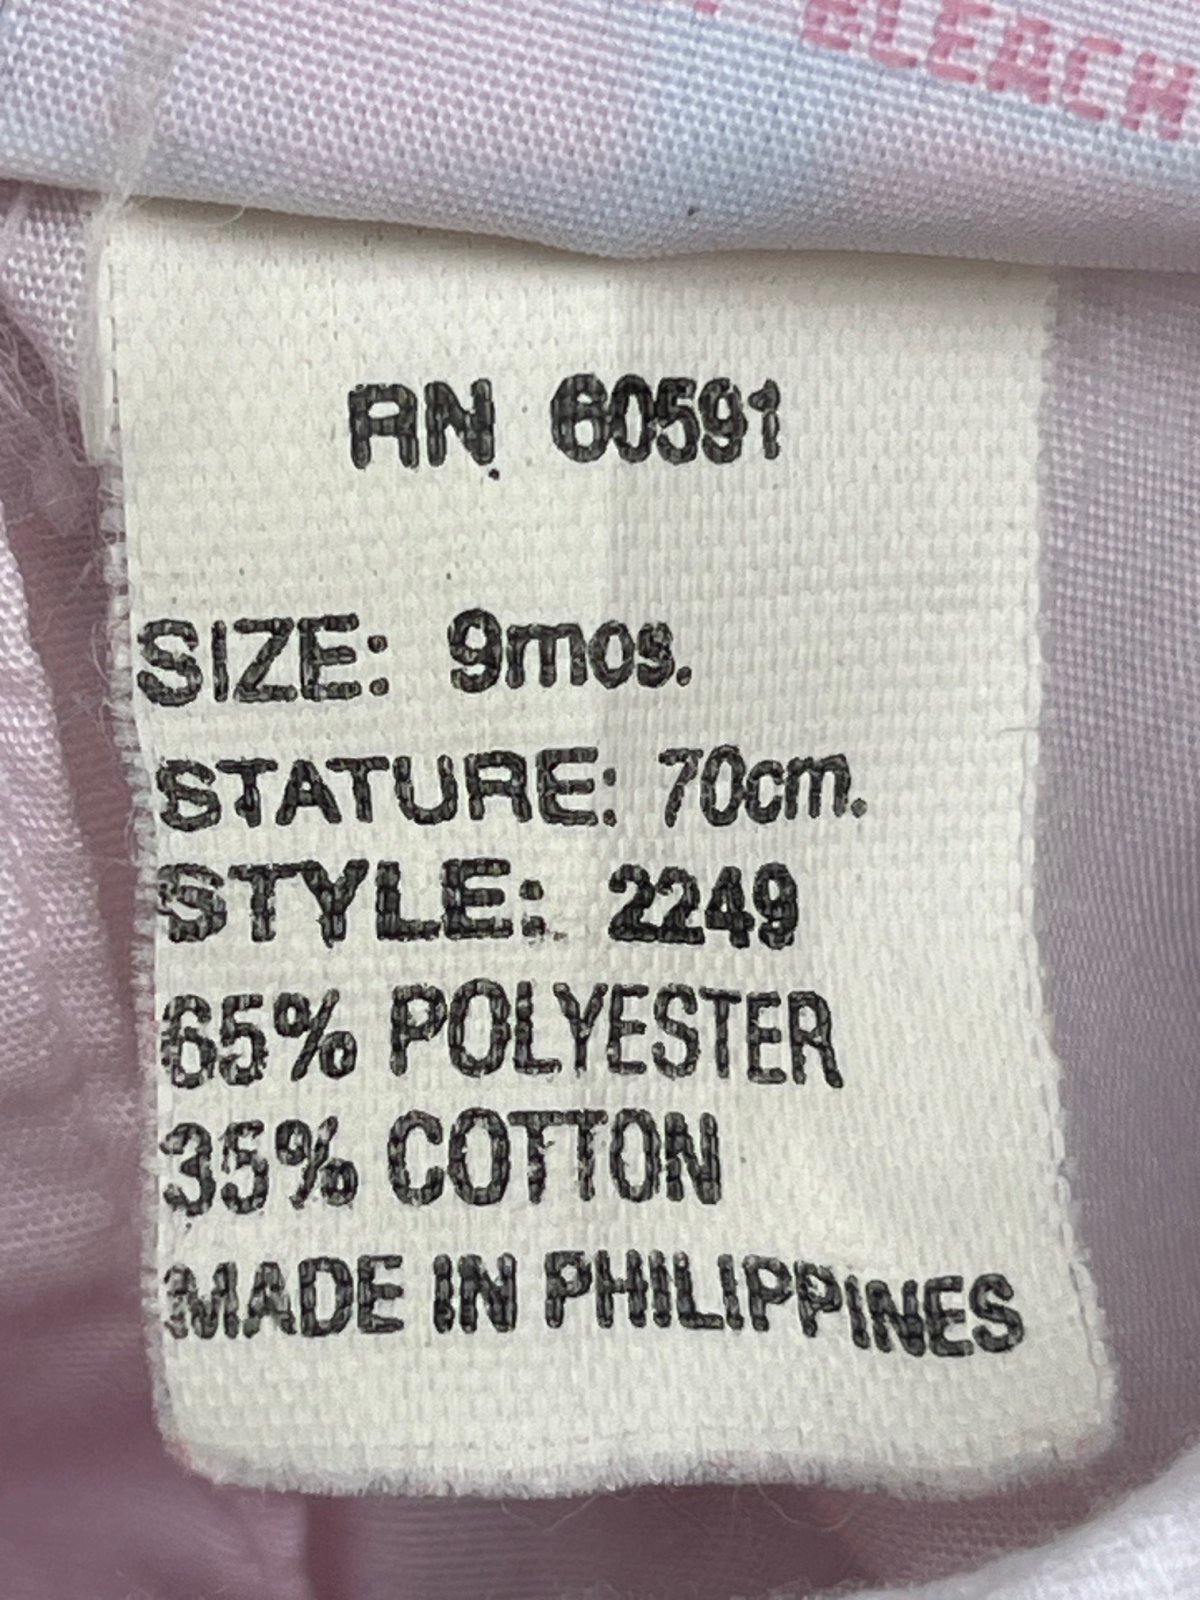 BLEACH
RN 60591
SIZE: 9mos.
STATURE: 70cm.
STYLE: 2249
65% POLYESTER
35% COTTON
MADE IN PHILIPPINES